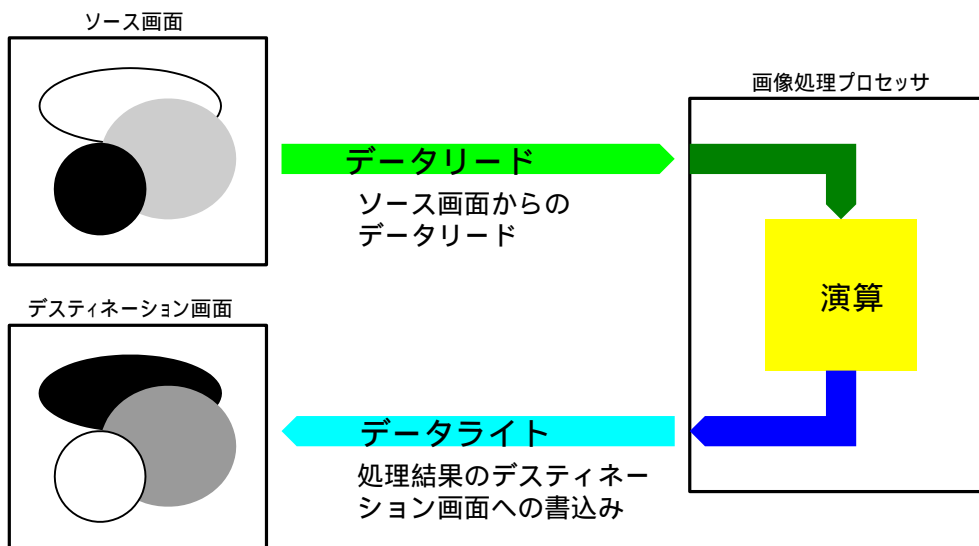 ソース画面
画像処理プロセッサ
データリード
ソース画面からの
データリード
演算
デスティネーション画面
データライト
処理結果のデスティネー
ション画面への書込み